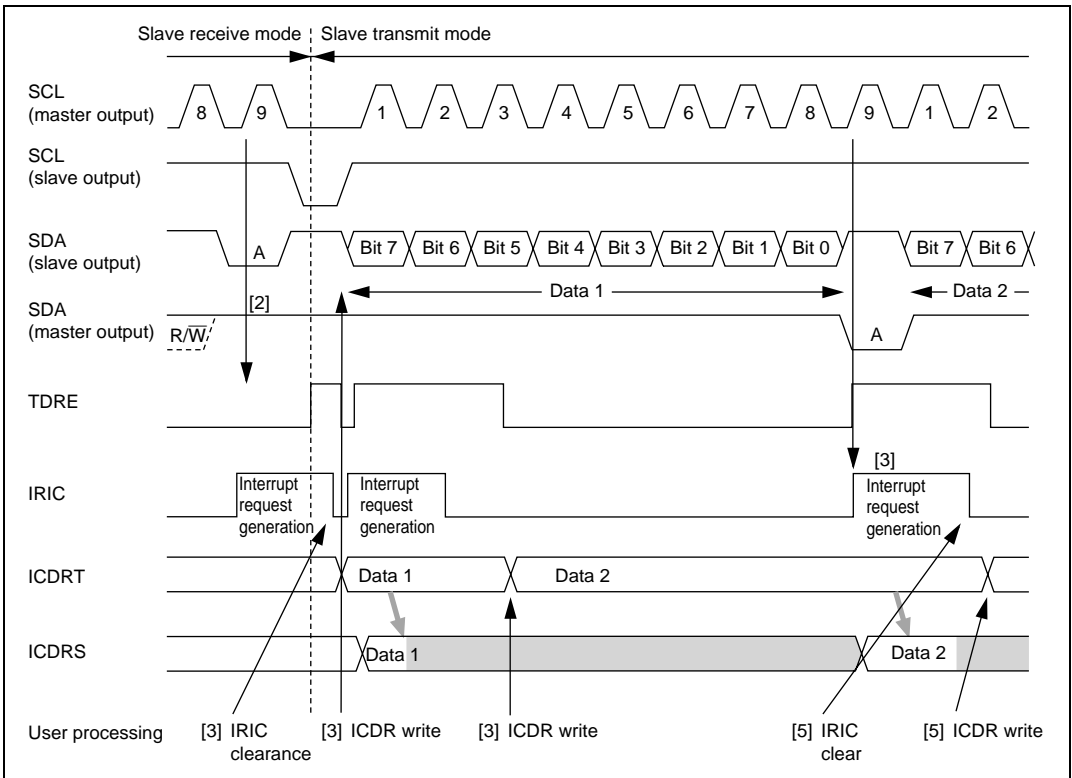 Slave receive mode Slave transmit mode
SCL
(master output)
8 9 1 2 3 4 5 6 7 8 9 1 2
SCL
(slave output)
SDA
(slave output)
A Bit 7 Bit 6 Bit 5 Bit 4 Bit 3 Bit 2 Bit 1 Bit 0 Bit 7 Bit 6
[2] Data 1 Data 2
SDA
(master output)
R/W̅ A
TDRE
[3]
IRIC
Interrupt
request
generation
Interrupt
request
generation
Interrupt
request
generation
ICDRT Data 1 Data 2
ICDRS Data 1 Data 2
User processing
[3] IRIC
clearance
[3] ICDR write
[3] ICDR write
[5] IRIC
clear
[5] ICDR write